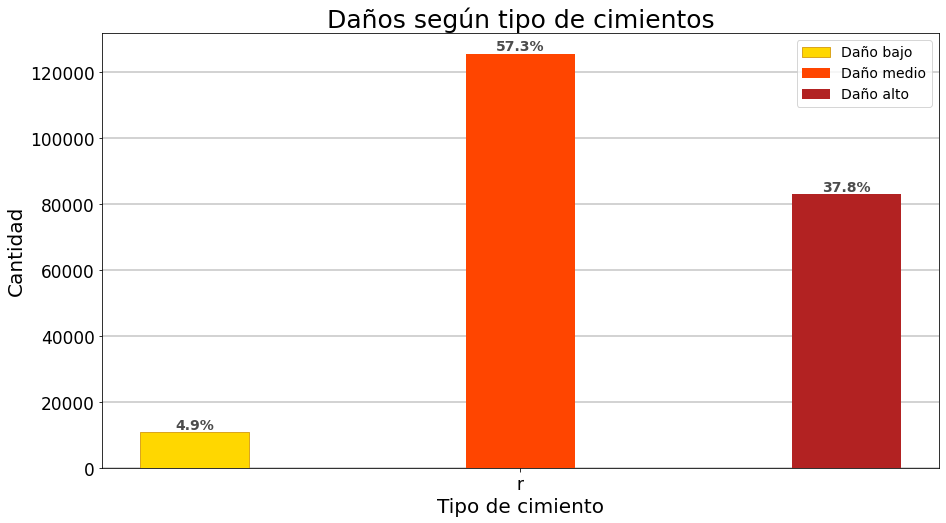 Daños según tipo de cimientos
57.3%
Daño bajo
Daño medio
Daño alto
37.8%
4.9%
120000
100000
80000
60000
40000
20000
0
Cantidad
r
Tipo de cimiento